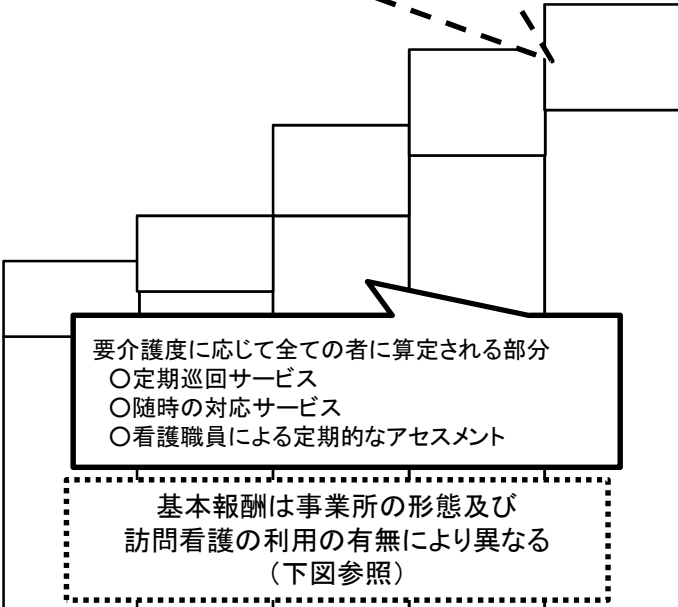 要介護度に応じて全ての者に算定される部分
○定期巡回サービス
○随時の対応サービス
○看護職員による定期的なアセスメント
基本報酬は事業所の形態及び
訪問看護の利用の有無により異なる
（下図参照）